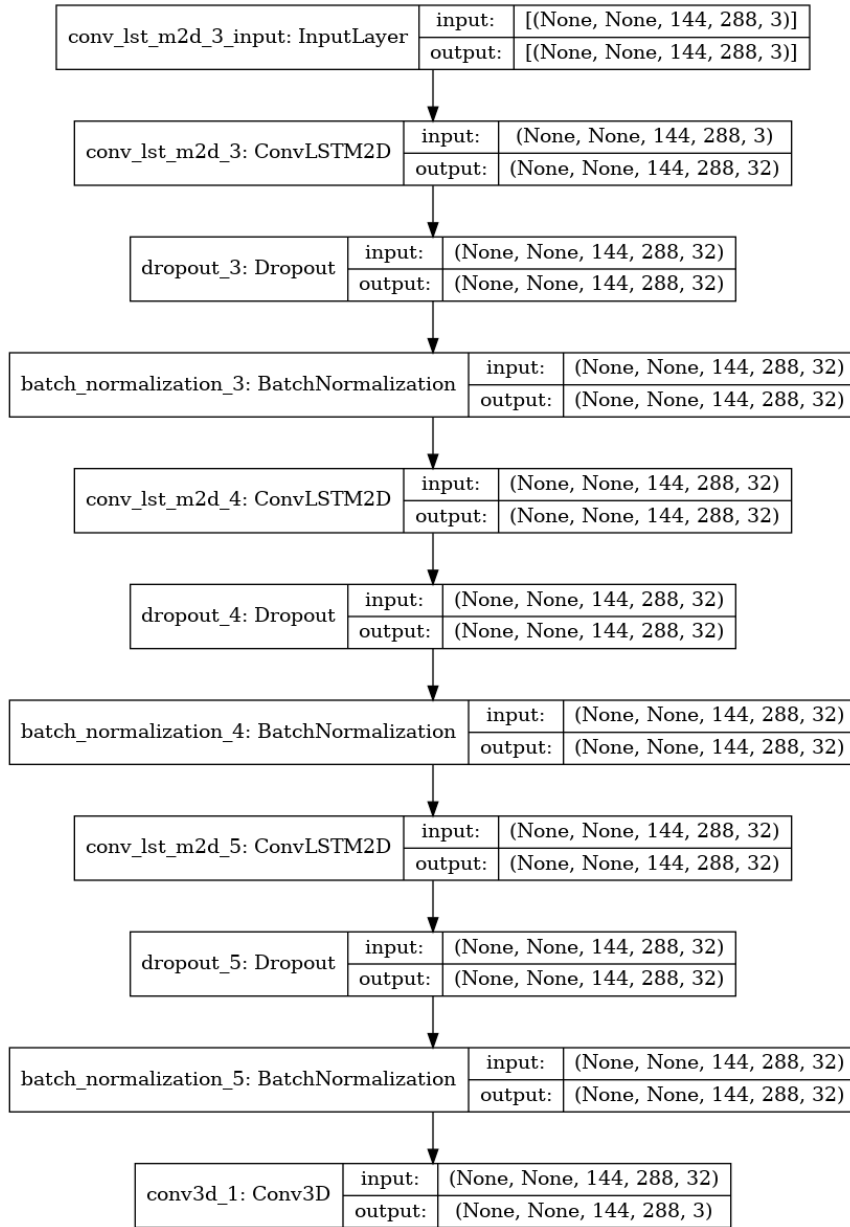 conv_lst_m2d_3_input: InputLayer
input: [(None, None, 144, 288, 3)]
output: [(None, None, 144, 288, 3)]
conv_lst_m2d_3: ConvLSTM2D
input: (None, None, 144, 288, 3)
output: (None, None, 144, 288, 32)
dropout_3: Dropout
input: (None, None, 144, 288, 32)
output: (None, None, 144, 288, 32)
batch_normalization_3: BatchNormalization
input: (None, None, 144, 288, 32)
output: (None, None, 144, 288, 32)
conv_lst_m2d_4: ConvLSTM2D
input: (None, None, 144, 288, 32)
output: (None, None, 144, 288, 32)
dropout_4: Dropout
input: (None, None, 144, 288, 32)
output: (None, None, 144, 288, 32)
batch_normalization_4: BatchNormalization
input: (None, None, 144, 288, 32)
output: (None, None, 144, 288, 32)
conv_lst_m2d_5: ConvLSTM2D
input: (None, None, 144, 288, 32)
output: (None, None, 144, 288, 32)
dropout_5: Dropout
input: (None, None, 144, 288, 32)
output: (None, None, 144, 288, 32)
batch_normalization_5: BatchNormalization
input: (None, None, 144, 288, 32)
output: (None, None, 144, 288, 32)
conv3d_1: Conv3D
input: (None, None, 144, 288, 32)
output: (None, None, 144, 288, 3)